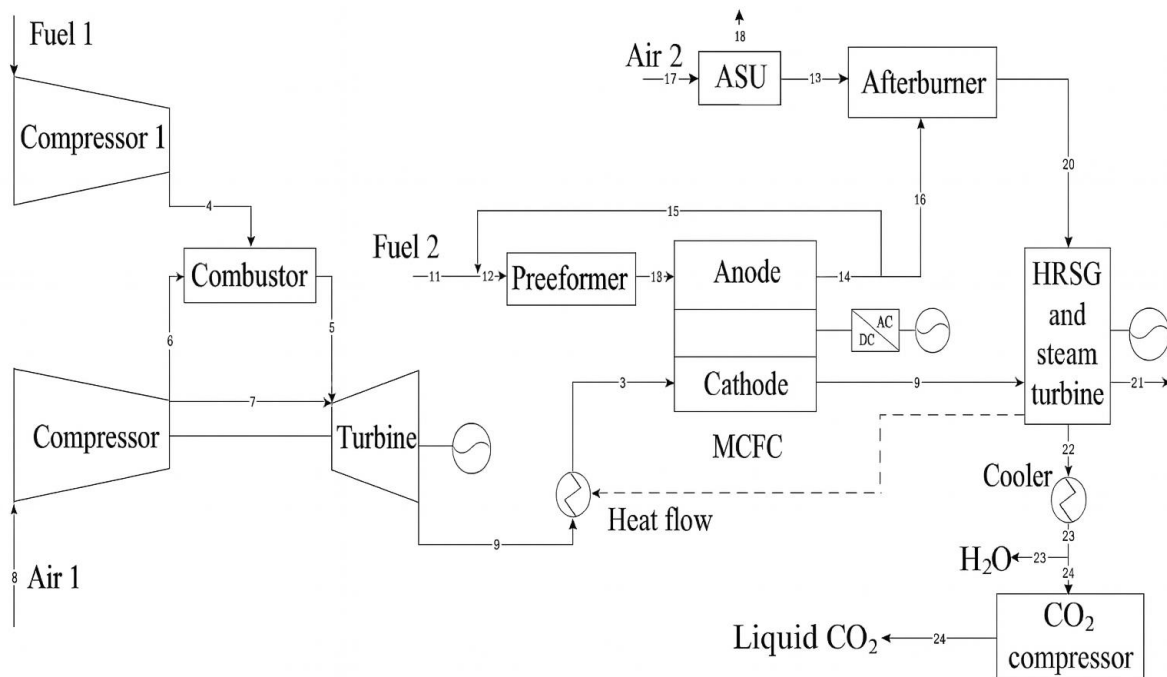 Fuel 1
Compressor 1
4
Combustor
6
5
7
Compressor
Turbine
8
Air 1
9
18
Air 2
17
ASU
13
Afterburner
20
15
16
Fuel 2
11
12
Preeformer
18
Anode
14
AC
DC
3
Cathode
9
MCFC
Heat flow
HRSG
and
steam
turbine
21
22
Cooler
23
H₂O
23
24
CO₂
compressor
24
Liquid CO₂